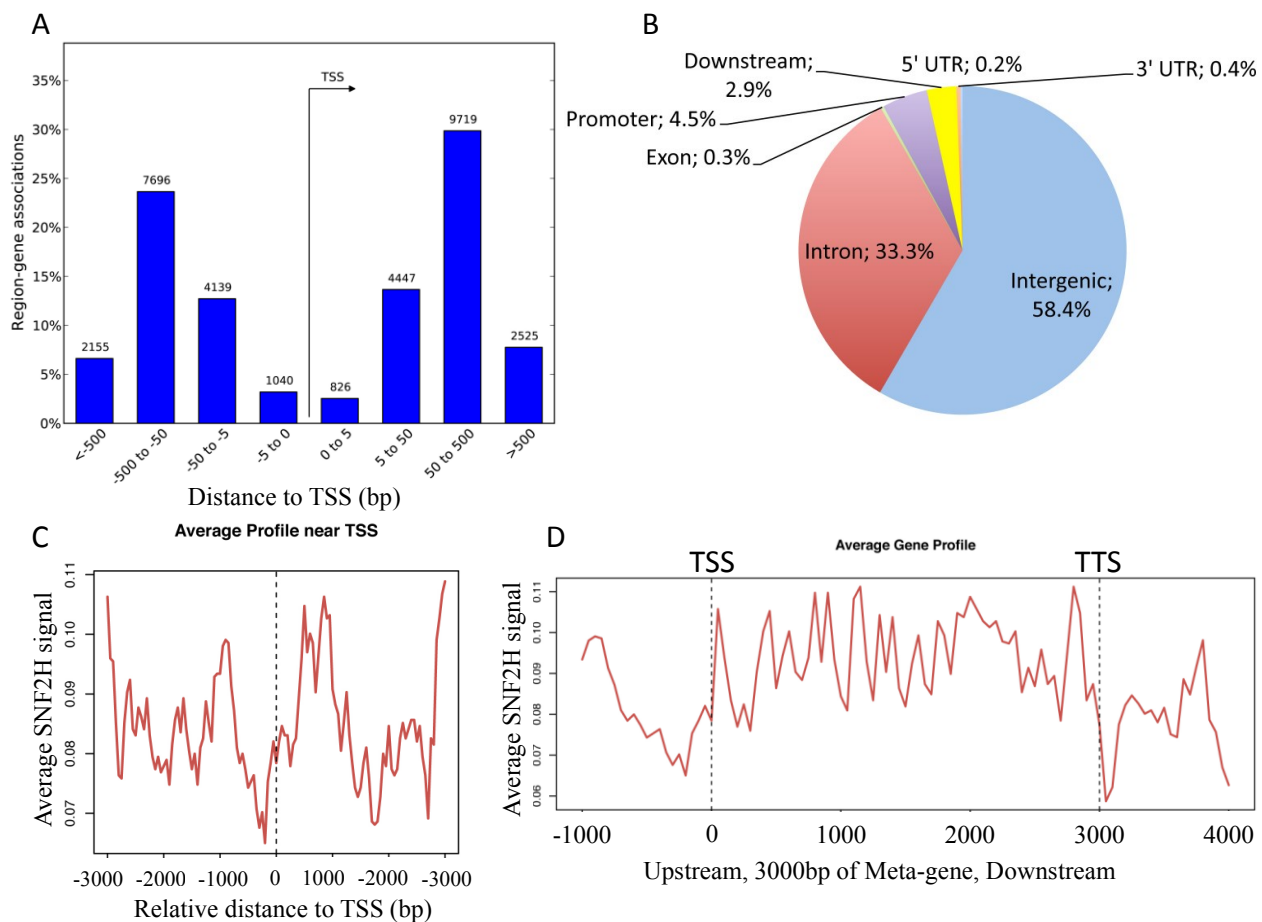 A
Region-gene associations
35%
30%
25%
20%
15%
10%
5%
0%
TSS
2155
7696
4139
1040
826
4447
9719
2525
<-500
-500 to -50
-50 to -5
-5 to 0
0 to 5
5 to 50
50 to 500
>500
Distance to TSS (bp)
B
Downstream;
2.9%
5' UTR; 0.2%
3' UTR; 0.4%
Promoter; 4.5%
Exon; 0.3%
Intron; 33.3%
Intergenic;
58.4%
C
Average Profile near TSS
Average SNF2H signal
0.11
0.10
0.09
0.08
0.07
-3000 -2000 -1000 0 1000 2000 -3000
Relative distance to TSS (bp)
D
Average Gene Profile
TSS
TTS
Average SNF2H signal
0.11
0.10
0.09
0.08
0.07
0.06
-1000 0 1000 2000 3000 4000
Upstream, 3000bp of Meta-gene, Downstream